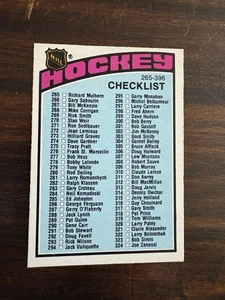 NHL
HOCKEY
265-396
CHECKLIST
265 Richard Mulhern
266 Gary Sabourin
267 Bill McKenzie
268 Mike Corrigan
269 Rick Smith
270 Stan Weir
271 Ron Sedlbauer
272 Jean Lemieux
273 Hilliard Graves
274 Dave Gardner
275 Tracy Pratt
276 Frank St. Marseille
277 Bob Hess
278 Bobby Lalonde
279 Tony White
280 Rod Seiling
281 Larry Romanchych
282 Ralph Klassen
283 Gary Croteau
284 Neil Komadoski
285 Ed Johnston
286 George Ferguson
287 Gerry O'Flaherty
288 Jack Lynch
289 Pat Quinn
290 Gene Carr
291 Bob Stewart
292 Doug Favell
293 Rick Wilson
294 Jack Valiquette
295 Garry Monahan
296 Michel Belhumeur
297 Larry Carriere
298 Fred Ahern
299 Dave Hudson
300 Bob Berry
301 Bob Gassoff
302 Jim McKenny
303 Gord Smith
304 Garnet Bailey
305 Bruce Affleck
306 Doug Halward
307 Lew Morrison
308 Robert Sauve
309 Bob Murray
310 Claude Larose
311 Don Awrey
312 Bill MacMillan
313 Doug Jarvis
314 Dennis Owchar
315 Jerry Holland
316 Guy Chouinard
317 Gary Smith
318 Pat Price
319 Tom Williams
320 Larry Patey
321 Claire Alexander
322 Larry Bolonchuk
323 Bob Sirois
324 Joe Zanussi